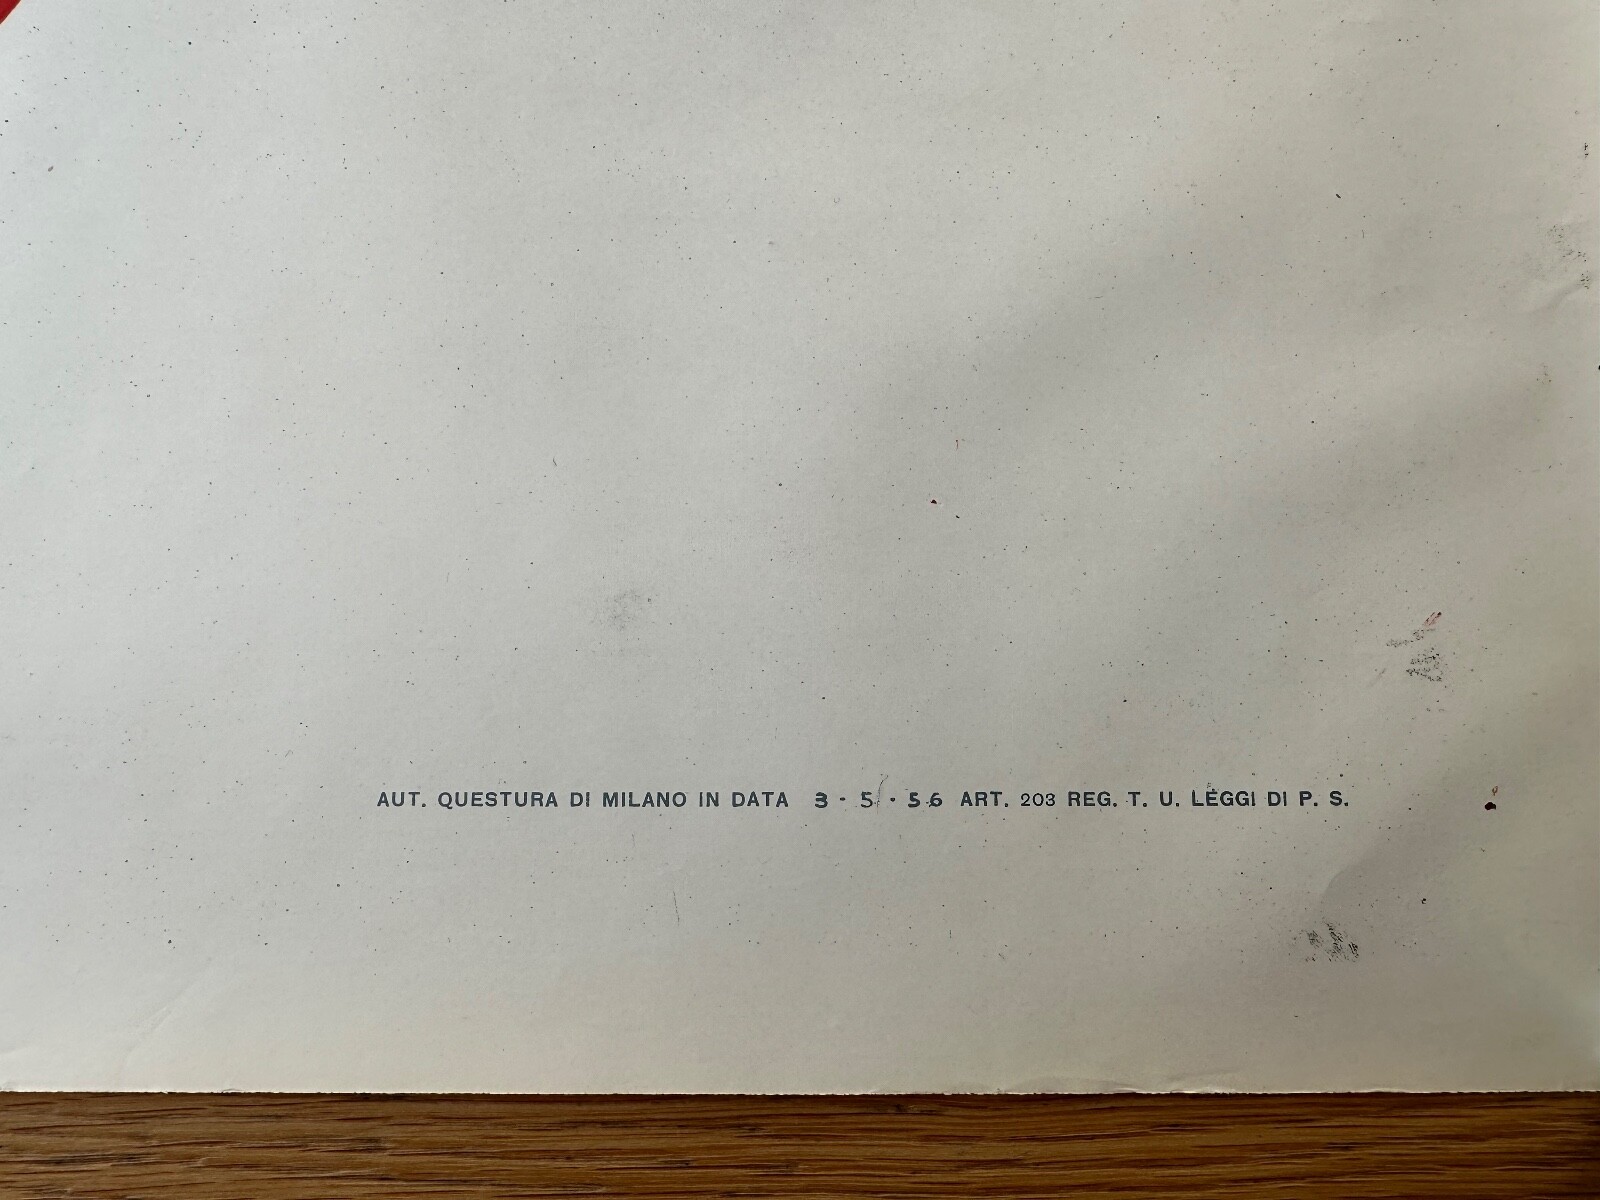 AUT. QUESTURA DI MILANO IN DATA 3 - 5 - 56 ART. 203 REG. T. U. LEGGI DI P. S.